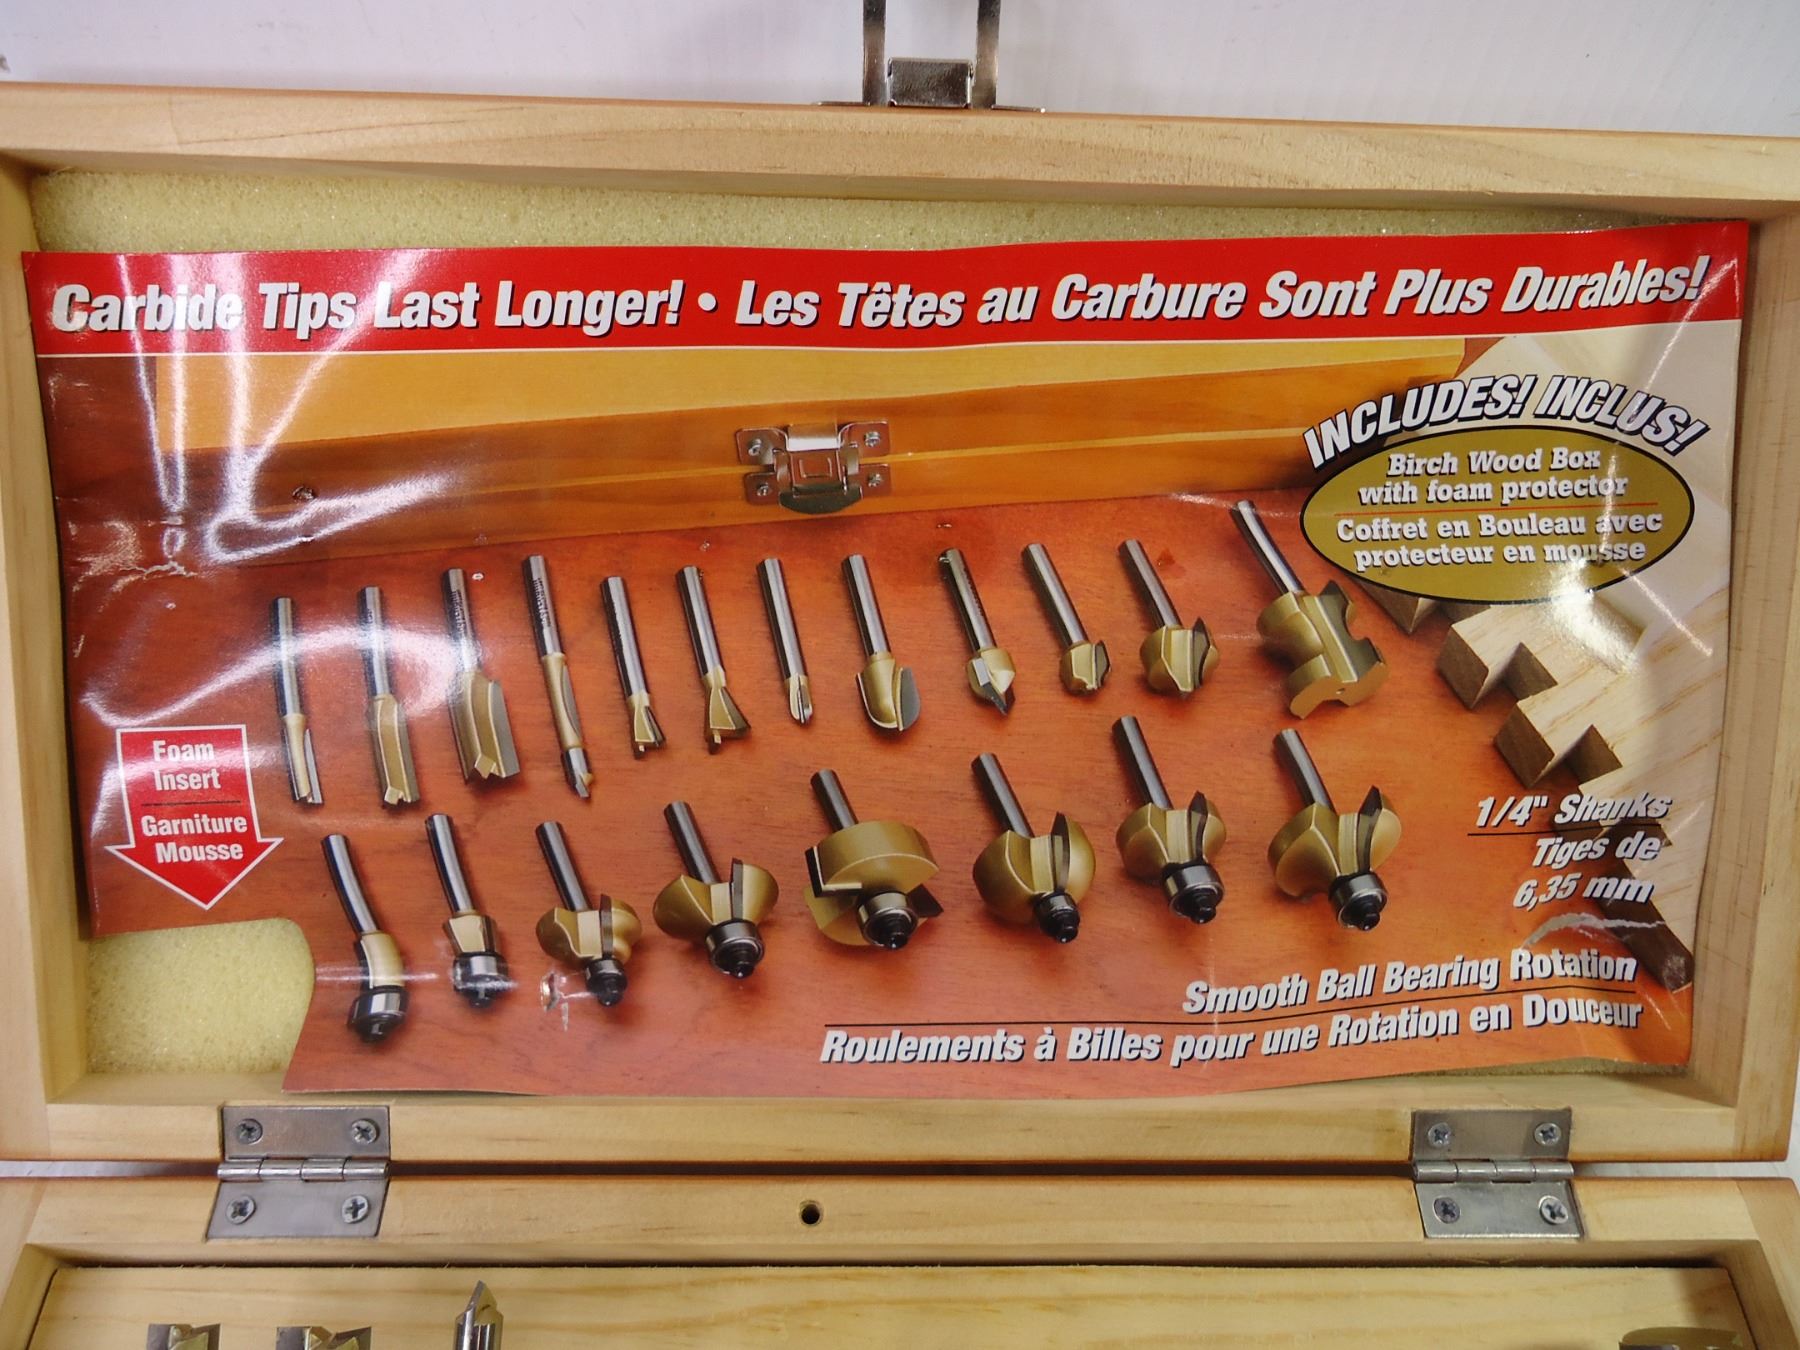 Carbide Tips Last Longer! • Les Têtes au Carbure Sont Plus Durables!
INCLUDES! INCLUS!
Birch Wood Box
with foam protector
Coffret en Bouleau avec
protecteur en mousse
Foam
Insert
Garniture
Mousse
1/4" Shanks
Tiges de
6,35 mm
Smooth Ball Bearing Rotation
Roulements à Billes pour une Rotation en Douceur